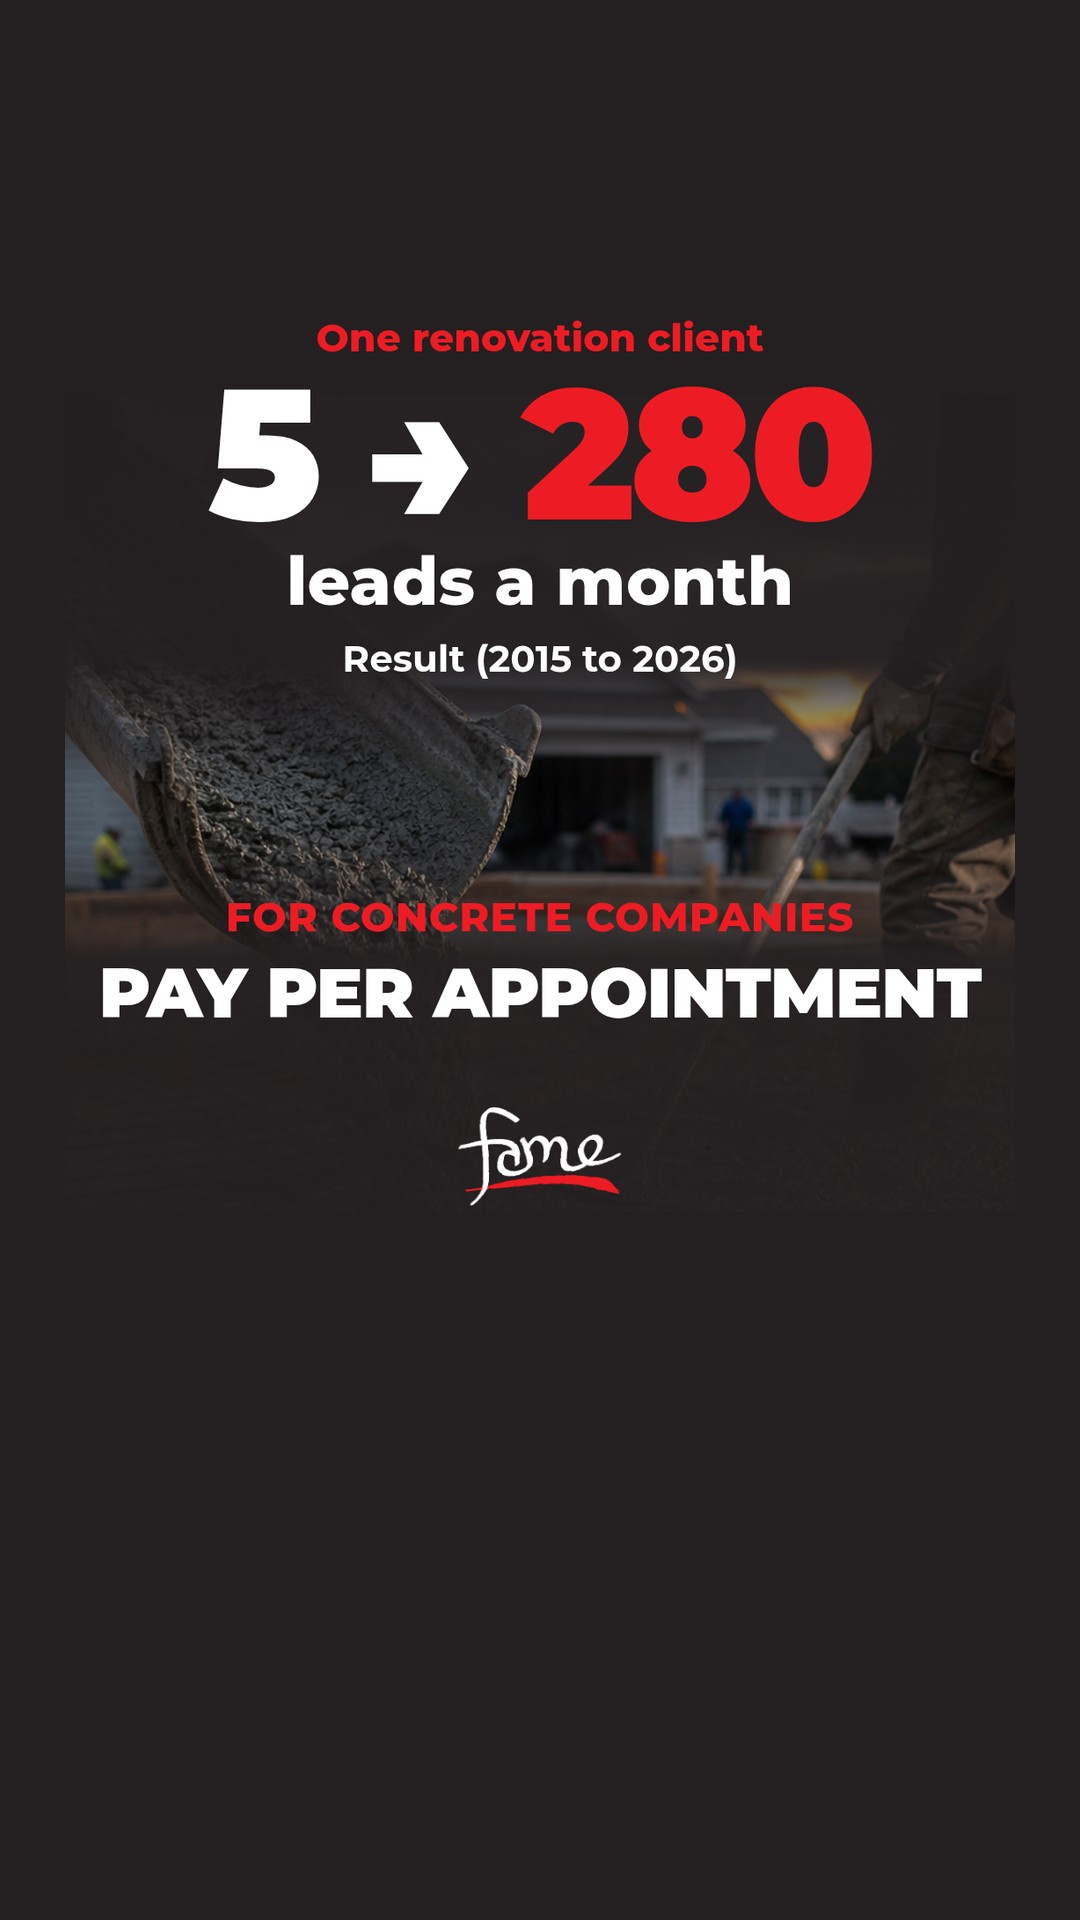 One renovation client
5 → 280
leads a month
Result (2015 to 2026)
FOR CONCRETE COMPANIES
PAY PER APPOINTMENT
fame